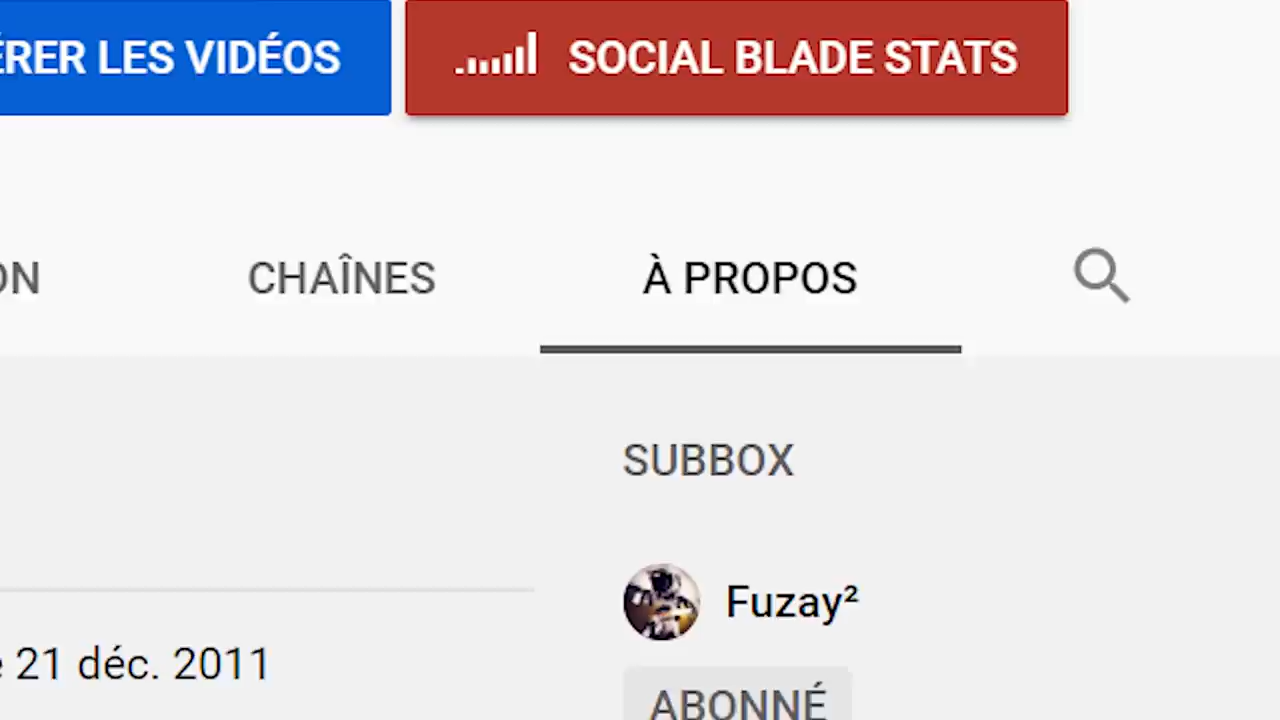 ÉRER LES VIDÉOS
SOCIAL BLADE STATS
ON
CHAÎNES
À PROPOS
SUBBOX
Fuzay²
21 déc. 2011
ABONNÉ